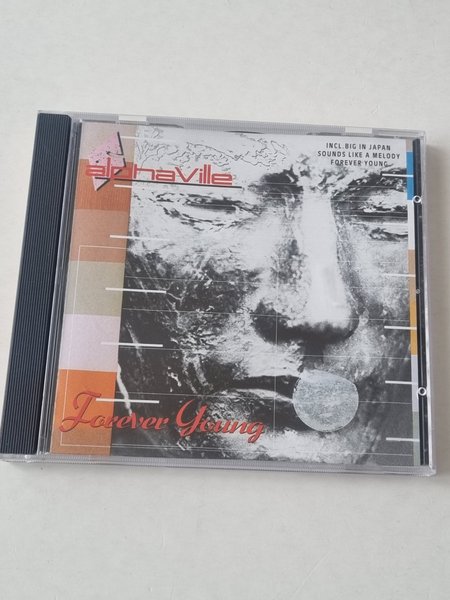 alphaville
INCL. BIG IN JAPAN
SOUNDS LIKE A MELODY
FOREVER YOUNG
Forever Young